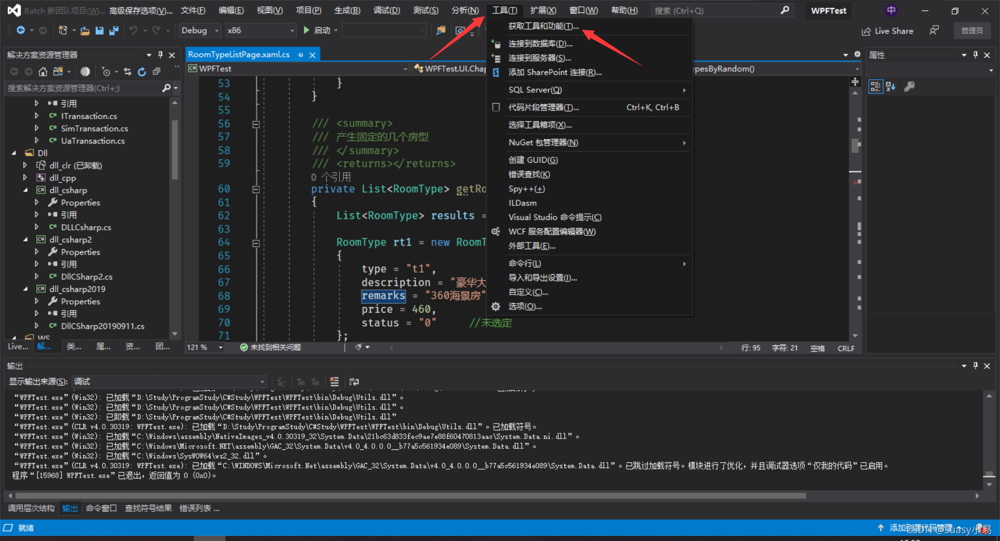 Batch 新团队项目(W)... 高级保存选项(V)... 文件(F) 编辑(E) 视图(V) 项目(P) 生成(B) 调试(D) 测试(S) 分析(N) 工具(T) 扩展(X) 窗口(W) 帮助(H) 搜索 (Ctrl+Q) WPFTest 中
Debug x86 启动 Live Share 管理员
解决方案资源管理器
搜索解决方案资源管理器(Ctrl+;)
引用
ITransaction.cs
SimTransaction.cs
UaTransaction.cs
Dll
dll_clr (已卸载)
dll_cpp
dll_csharp
Properties
引用
DLLCsharp.cs
dll_csharp2
Properties
引用
DllCSharp2.cs
dll_csharp2019
Properties
引用
DllCSharp20190911.cs
WS
Live... 解... 类... 属... 资... 团...
RoomTypeListPage.xaml.cs
WPFTest WPFTest.UI.Chap ypesByRandom()
53 }
54 }
55
56 /// <summary>
57 /// 产生固定的几个房型
58 /// </summary>
59 /// <returns></returns>
0 个引用
60 private List<RoomType> getRo
61 {
62 List<RoomType> results =
63
64 RoomType rt1 = new RoomT
65 {
66 type = "t1",
67 description = "豪华大
68 remarks = "360海景房"
69 price = 460,
70 status = "0" //未选定
71 };
121 % 未找到相关问题 行: 95 字符: 21 空格 CRLF
获取工具和功能(T)...
连接到数据库(D)...
连接到服务器(S)...
添加 SharePoint 连接(R)...
SQL Server(Q)
代码片段管理器(T)... Ctrl+K, Ctrl+B
选择工具箱项(X)...
NuGet 包管理器(N)
创建 GUID(G)
错误查找(K)
Spy++(+)
ILDasm
Visual Studio 命令提示(C)
WCF 服务配置编辑器(W)
外部工具(E)...
命令行(L)
导入和导出设置(I)...
自定义(C)...
选项(O)...
属性
输出
显示输出来源(S): 调试
“WPFTest.exe”(Win32): 已加载“D:\Study\ProgramStudy\C#Study\WPFTest\WPFTest\bin\Debug\Utils.dll”。
“WPFTest.exe”(Win32): 已加载“D:\Study\ProgramStudy\C#Study\WPFTest\WPFTest\bin\Debug\Utils.dll”。
“WPFTest.exe”(Win32): 已卸载“D:\Study\ProgramStudy\C#Study\WPFTest\WPFTest\bin\Debug\Utils.dll”
“WPFTest.exe”(CLR v4.0.30319: WPFTest.exe): 已加载“D:\Study\ProgramStudy\C#Study\WPFTest\WPFTest\bin\Debug\Utils.dll”。已加载符号。
“WPFTest.exe”(Win32): 已加载“C:\Windows\assembly\NativeImages_v4.0.30319_32\System.Data\21bc63d833fec9ae7e88f60470813aac\System.Data.ni.dll”。
“WPFTest.exe”(Win32): 已加载“C:\Windows\Microsoft.NET\assembly\GAC_32\System.Data\v4.0_4.0.0.0__b77a5c561934e089\System.Data.dll”。
“WPFTest.exe”(Win32): 已加载“C:\Windows\SysWOW64\ws2_32.dll”。
“WPFTest.exe”(CLR v4.0.30319: WPFTest.exe): 已加载“C:\WINDOWS\Microsoft.Net\assembly\GAC_32\System.Data\v4.0_4.0.0.0__b77a5c561934e089\System.Data.dll”。已跳过加载符号。模块进行了优化，并且调试器选项“仅我的代码”已启用。
程序“[15968] WPFTest.exe”已退出，返回值为 0 (0x0)。
调用层次结构 输出 命令窗口 查找符号结果 错误列表 ...
就绪 添加到源代码管理
CSDN @suasy小易